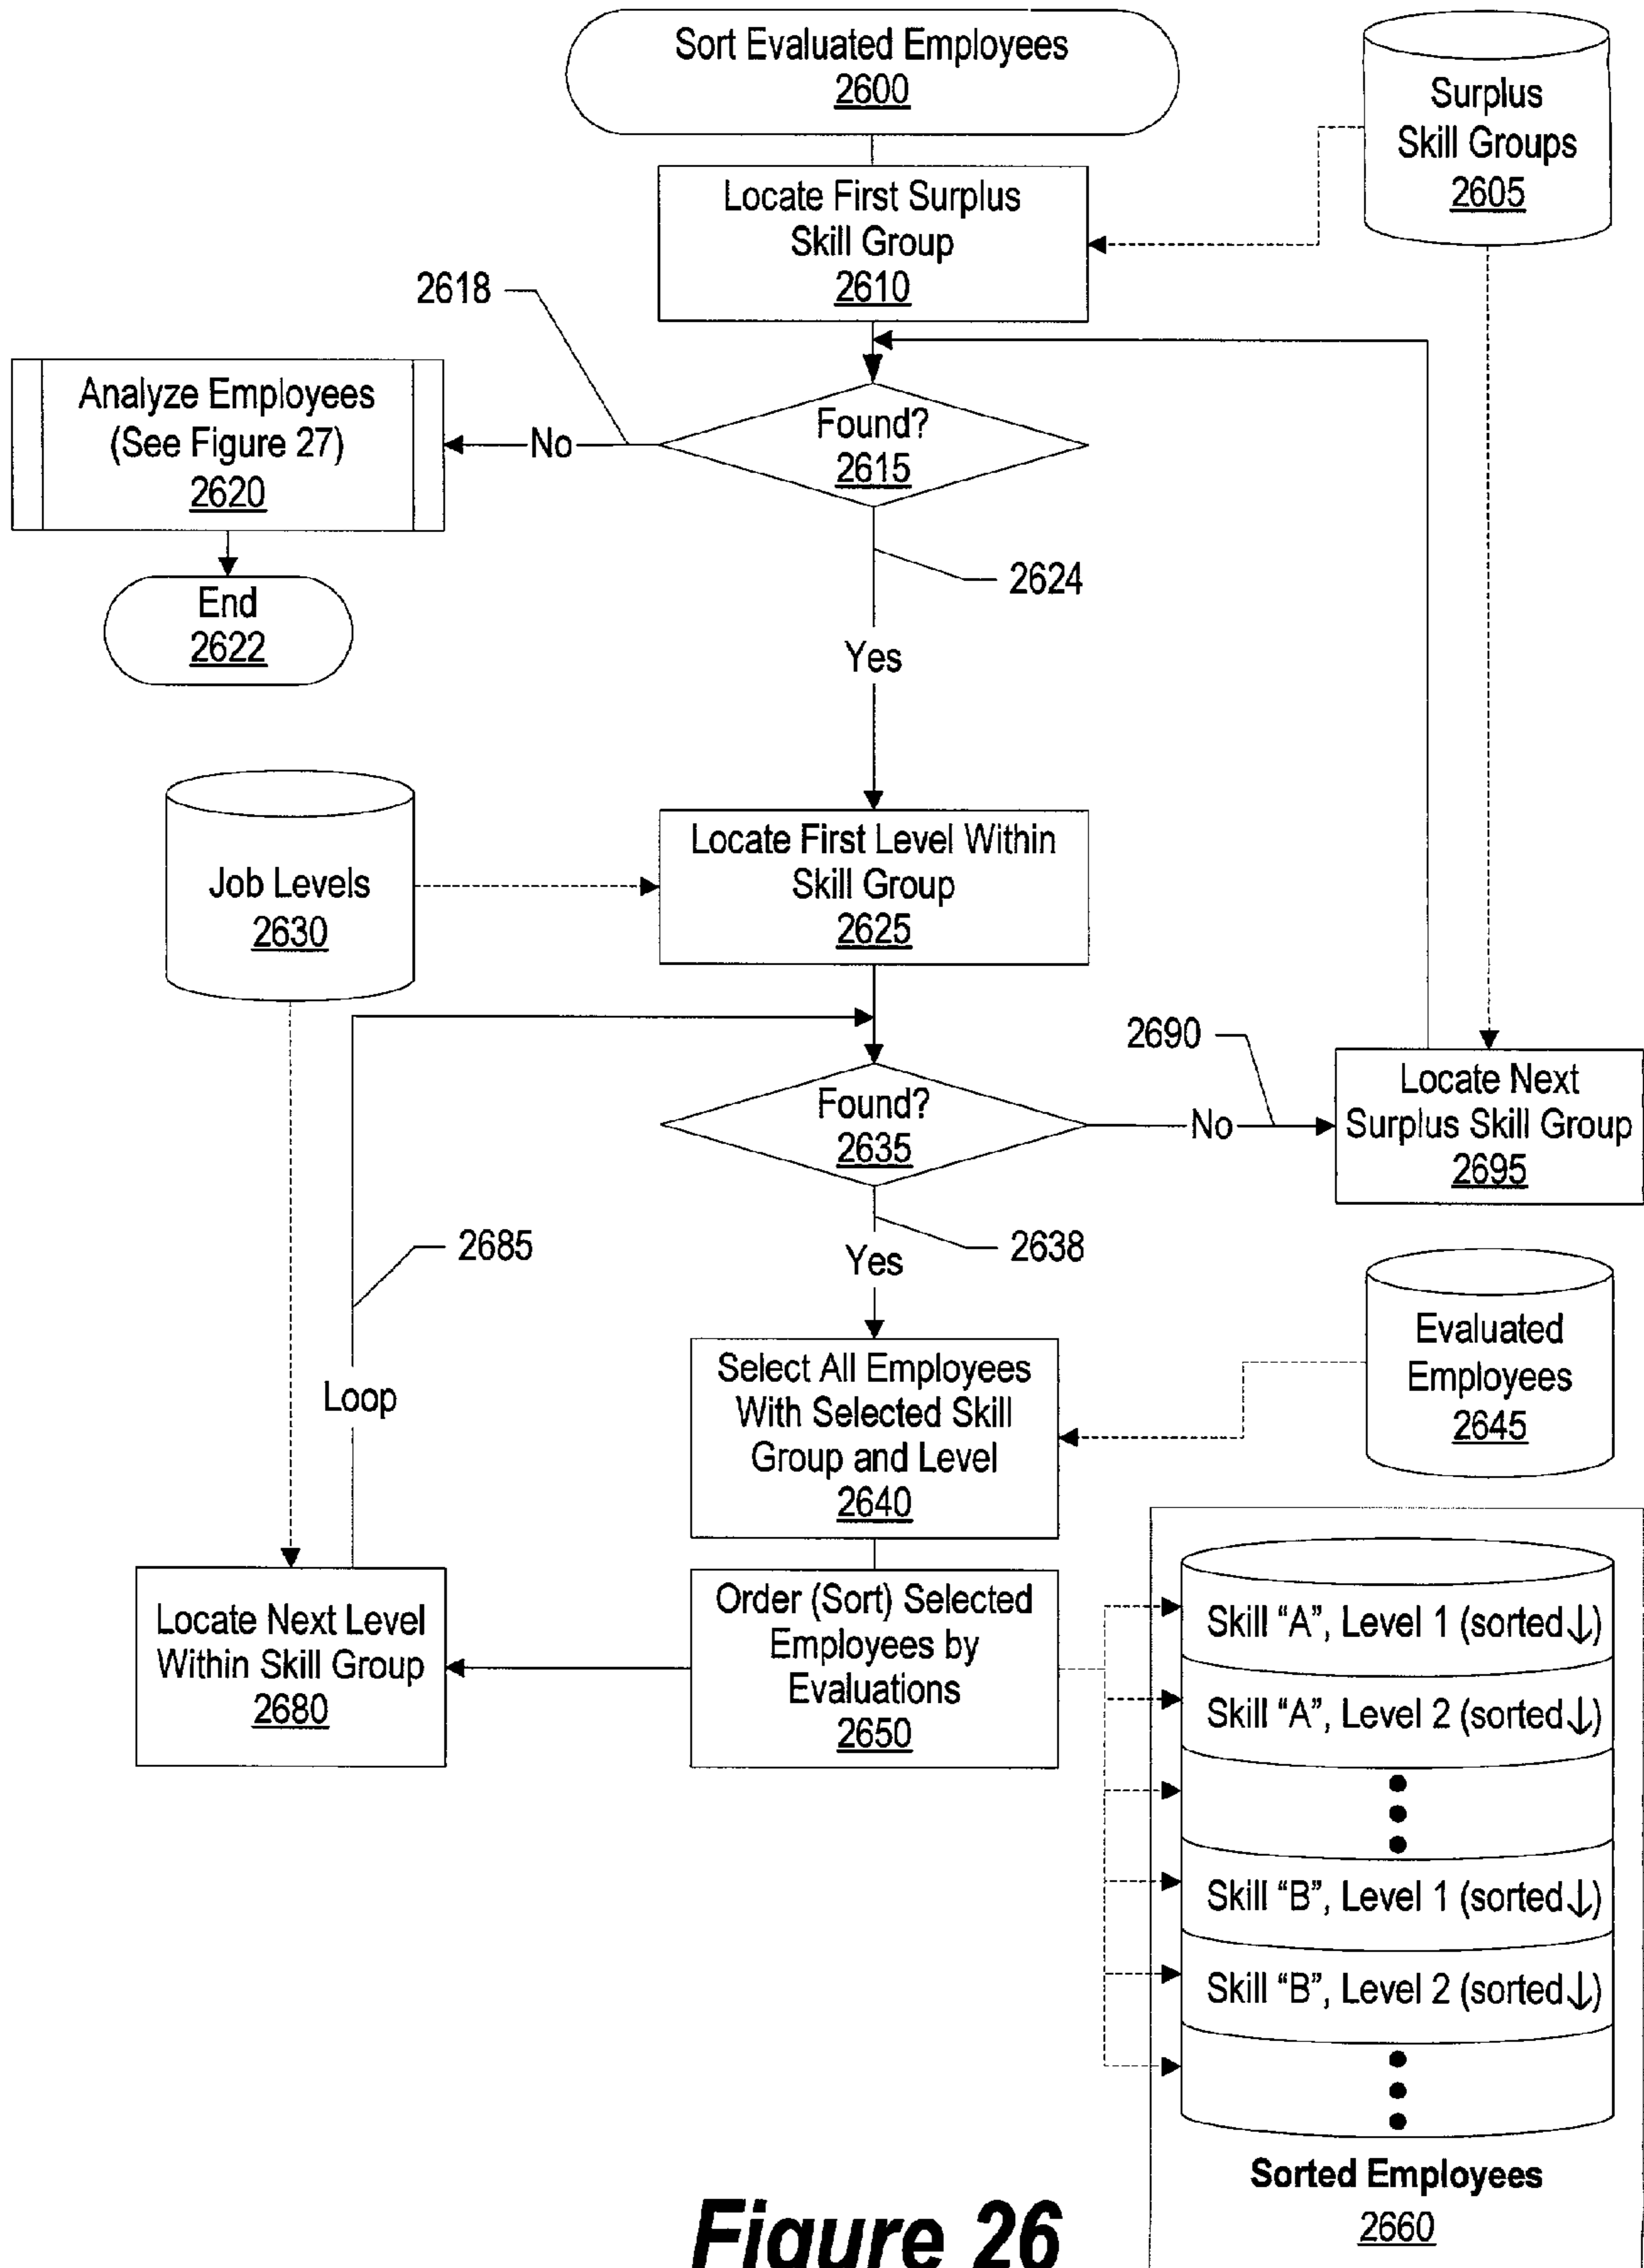 Sort Evaluated Employees
2600
Surplus
Skill Groups
2605
Locate First Surplus
Skill Group
2610
2618
Analyze Employees
(See Figure 27)
2620
No
Found?
2615
End
2622
2624
Yes
Job Levels
2630
Locate First Level Within
Skill Group
2625
2690
Found?
2635
No
Locate Next
Surplus Skill Group
2695
2685
2638
Yes
Loop
Select All Employees
With Selected Skill
Group and Level
2640
Evaluated
Employees
2645
Locate Next Level
Within Skill Group
2680
Order (Sort) Selected
Employees by
Evaluations
2650
Skill “A”, Level 1 (sorted↓)
Skill “A”, Level 2 (sorted↓)
Skill “B”, Level 1 (sorted↓)
Skill “B”, Level 2 (sorted↓)
Sorted Employees
2660
Figure 26